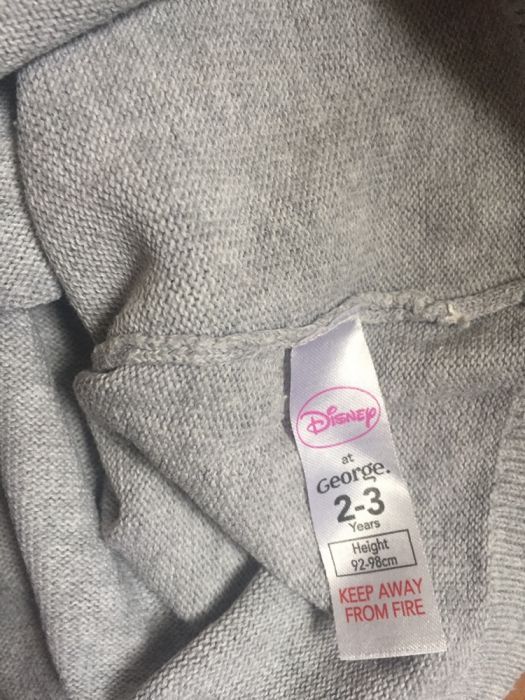 Disney
at
George.
2-3
Years
Height
92-98cm
KEEP AWAY
FROM FIRE